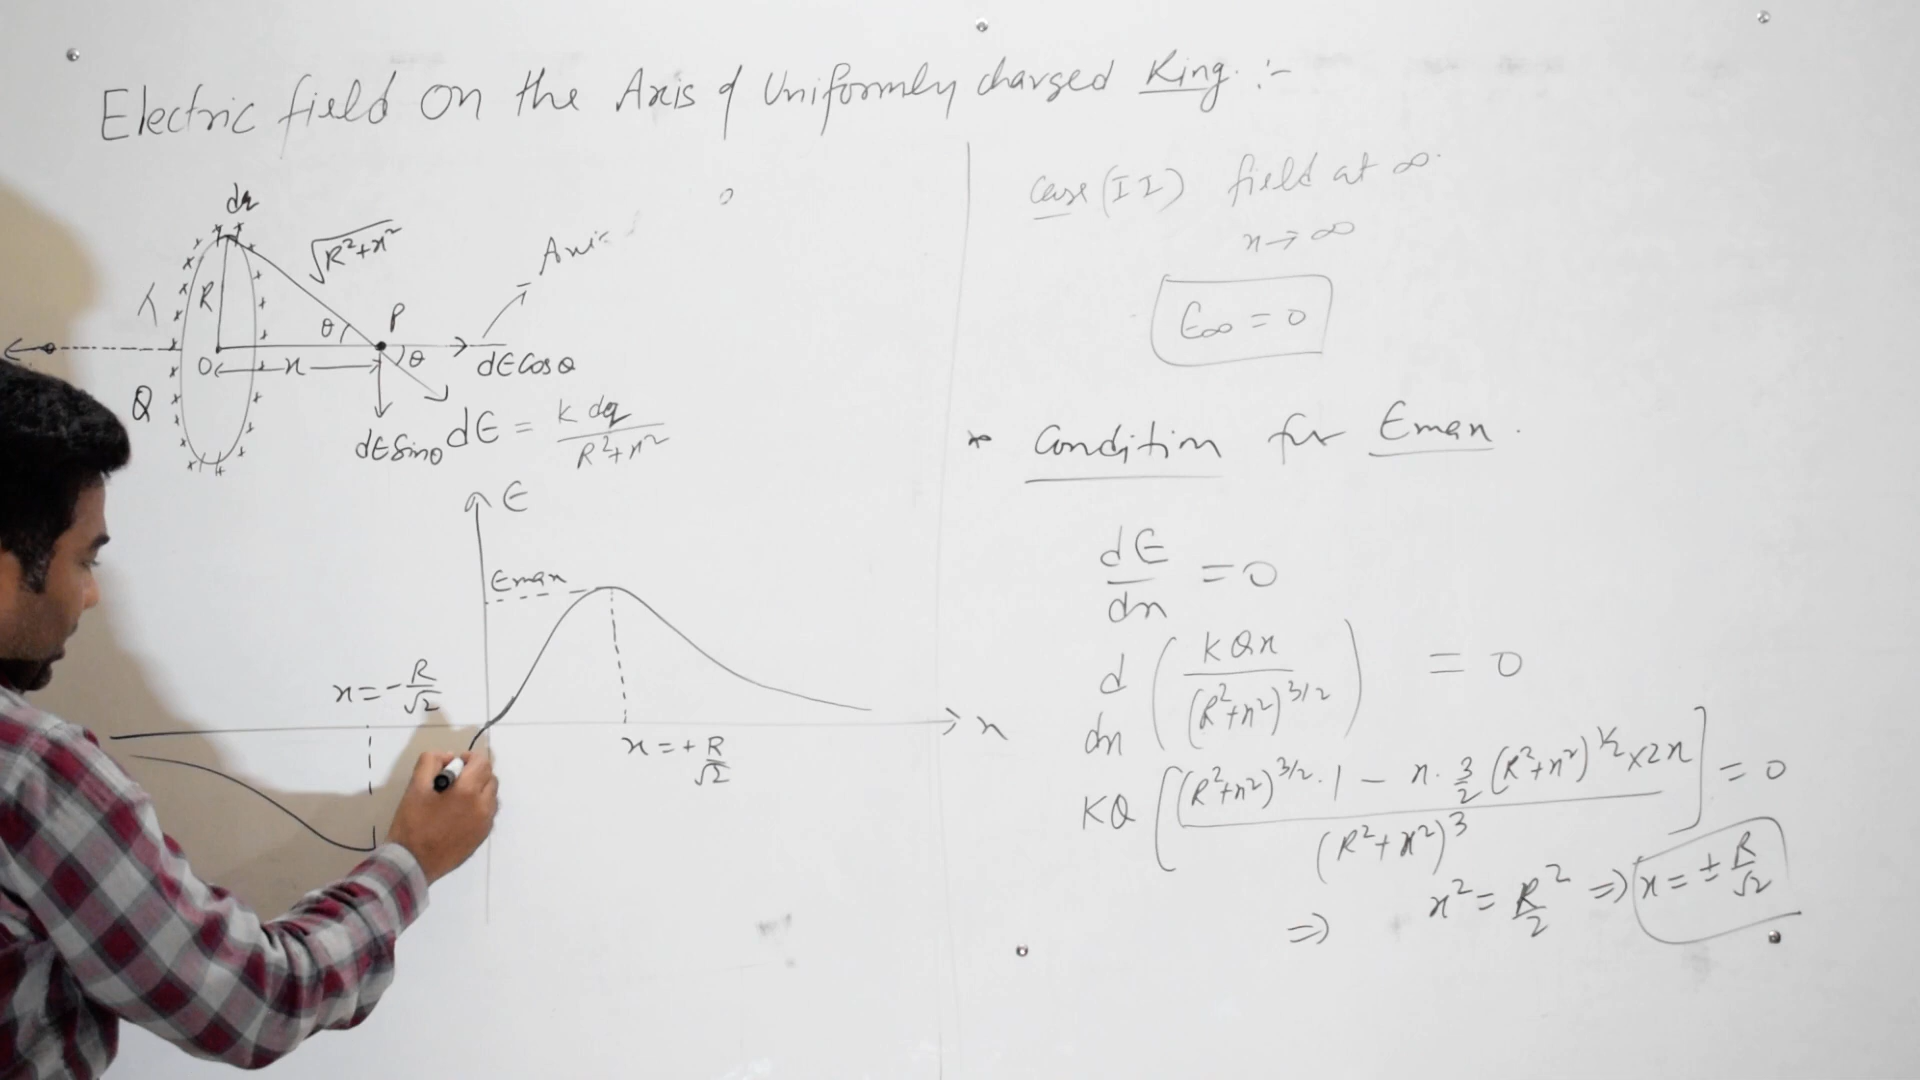 Electric field on the Axis of Uniformly charged Ring :-
dq
√R²+x²
R
θ
P
λ
O
x
θ
dE Cosθ
Q
dE Sinθ
dE = K dq / R²+x²
E
Emax
x = -R/√2
x = +R/√2
x
Case (II) field at ∞
x → ∞
E∞ = 0
* Condition for Emax.
dE/dx = 0
d/dx (KQx / (R²+x²)^3/2) = 0
KQ [(R²+x²)^3/2 . 1 - x . 3/2 (R²+x²)^1/2 × 2x / (R²+x²)³] = 0
⇒ x² = R²/2 ⇒ x = ± R/√2